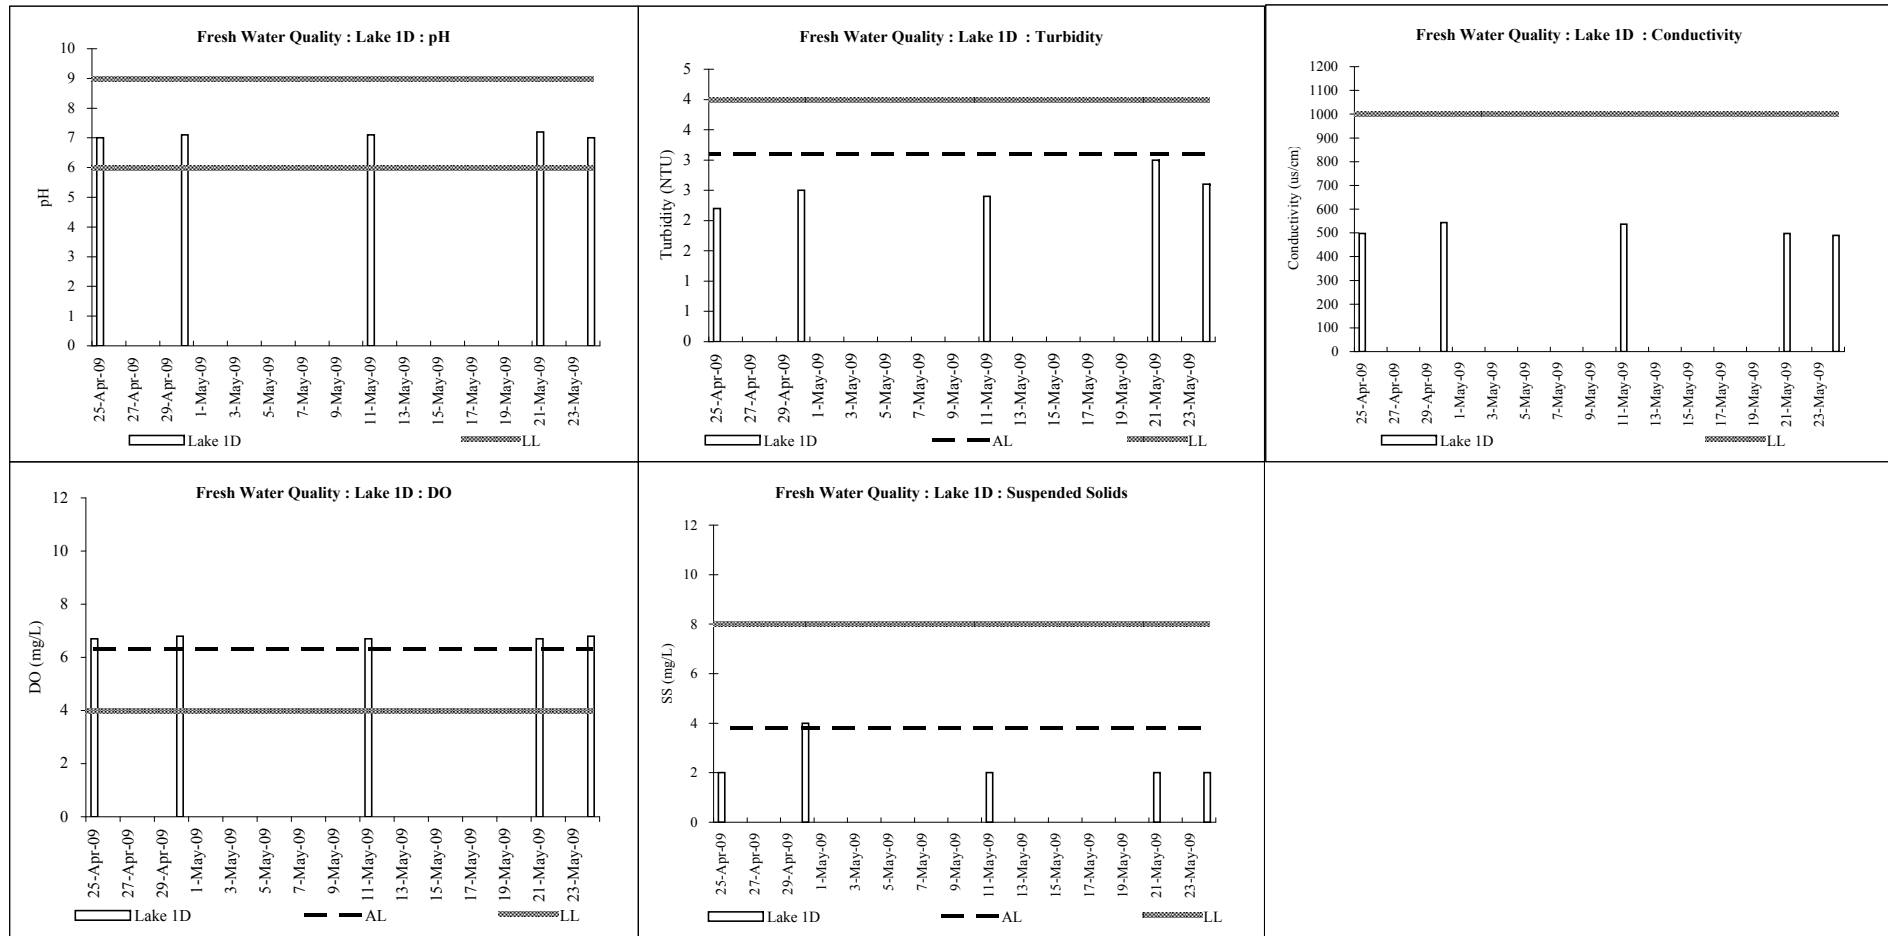 Fresh Water Quality : Lake 1D : pH
10
9
8
7
6
5
4
3
2
1
0
pH
25-Apr-09
27-Apr-09
29-Apr-09
1-May-09
3-May-09
5-May-09
7-May-09
9-May-09
11-May-09
13-May-09
15-May-09
17-May-09
19-May-09
21-May-09
23-May-09
Lake 1D
LL
Fresh Water Quality : Lake 1D : Turbidity
5
4
4
3
3
2
2
1
1
0
Turbidity (NTU)
25-Apr-09
27-Apr-09
29-Apr-09
1-May-09
3-May-09
5-May-09
7-May-09
9-May-09
11-May-09
13-May-09
15-May-09
17-May-09
19-May-09
21-May-09
23-May-09
Lake 1D
AL
LL
Fresh Water Quality : Lake 1D : Conductivity
1200
1100
1000
900
800
700
600
500
400
300
200
100
0
Conductivity (us/cm)
25-Apr-09
27-Apr-09
29-Apr-09
1-May-09
3-May-09
5-May-09
7-May-09
9-May-09
11-May-09
13-May-09
15-May-09
17-May-09
19-May-09
21-May-09
23-May-09
Lake 1D
LL
Fresh Water Quality : Lake 1D : DO
12
10
8
6
4
2
0
DO (mg/L)
25-Apr-09
27-Apr-09
29-Apr-09
1-May-09
3-May-09
5-May-09
7-May-09
9-May-09
11-May-09
13-May-09
15-May-09
17-May-09
19-May-09
21-May-09
23-May-09
Lake 1D
AL
LL
Fresh Water Quality : Lake 1D : Suspended Solids
12
10
8
6
4
2
0
SS (mg/L)
25-Apr-09
27-Apr-09
29-Apr-09
1-May-09
3-May-09
5-May-09
7-May-09
9-May-09
11-May-09
13-May-09
15-May-09
17-May-09
19-May-09
21-May-09
23-May-09
Lake 1D
AL
LL